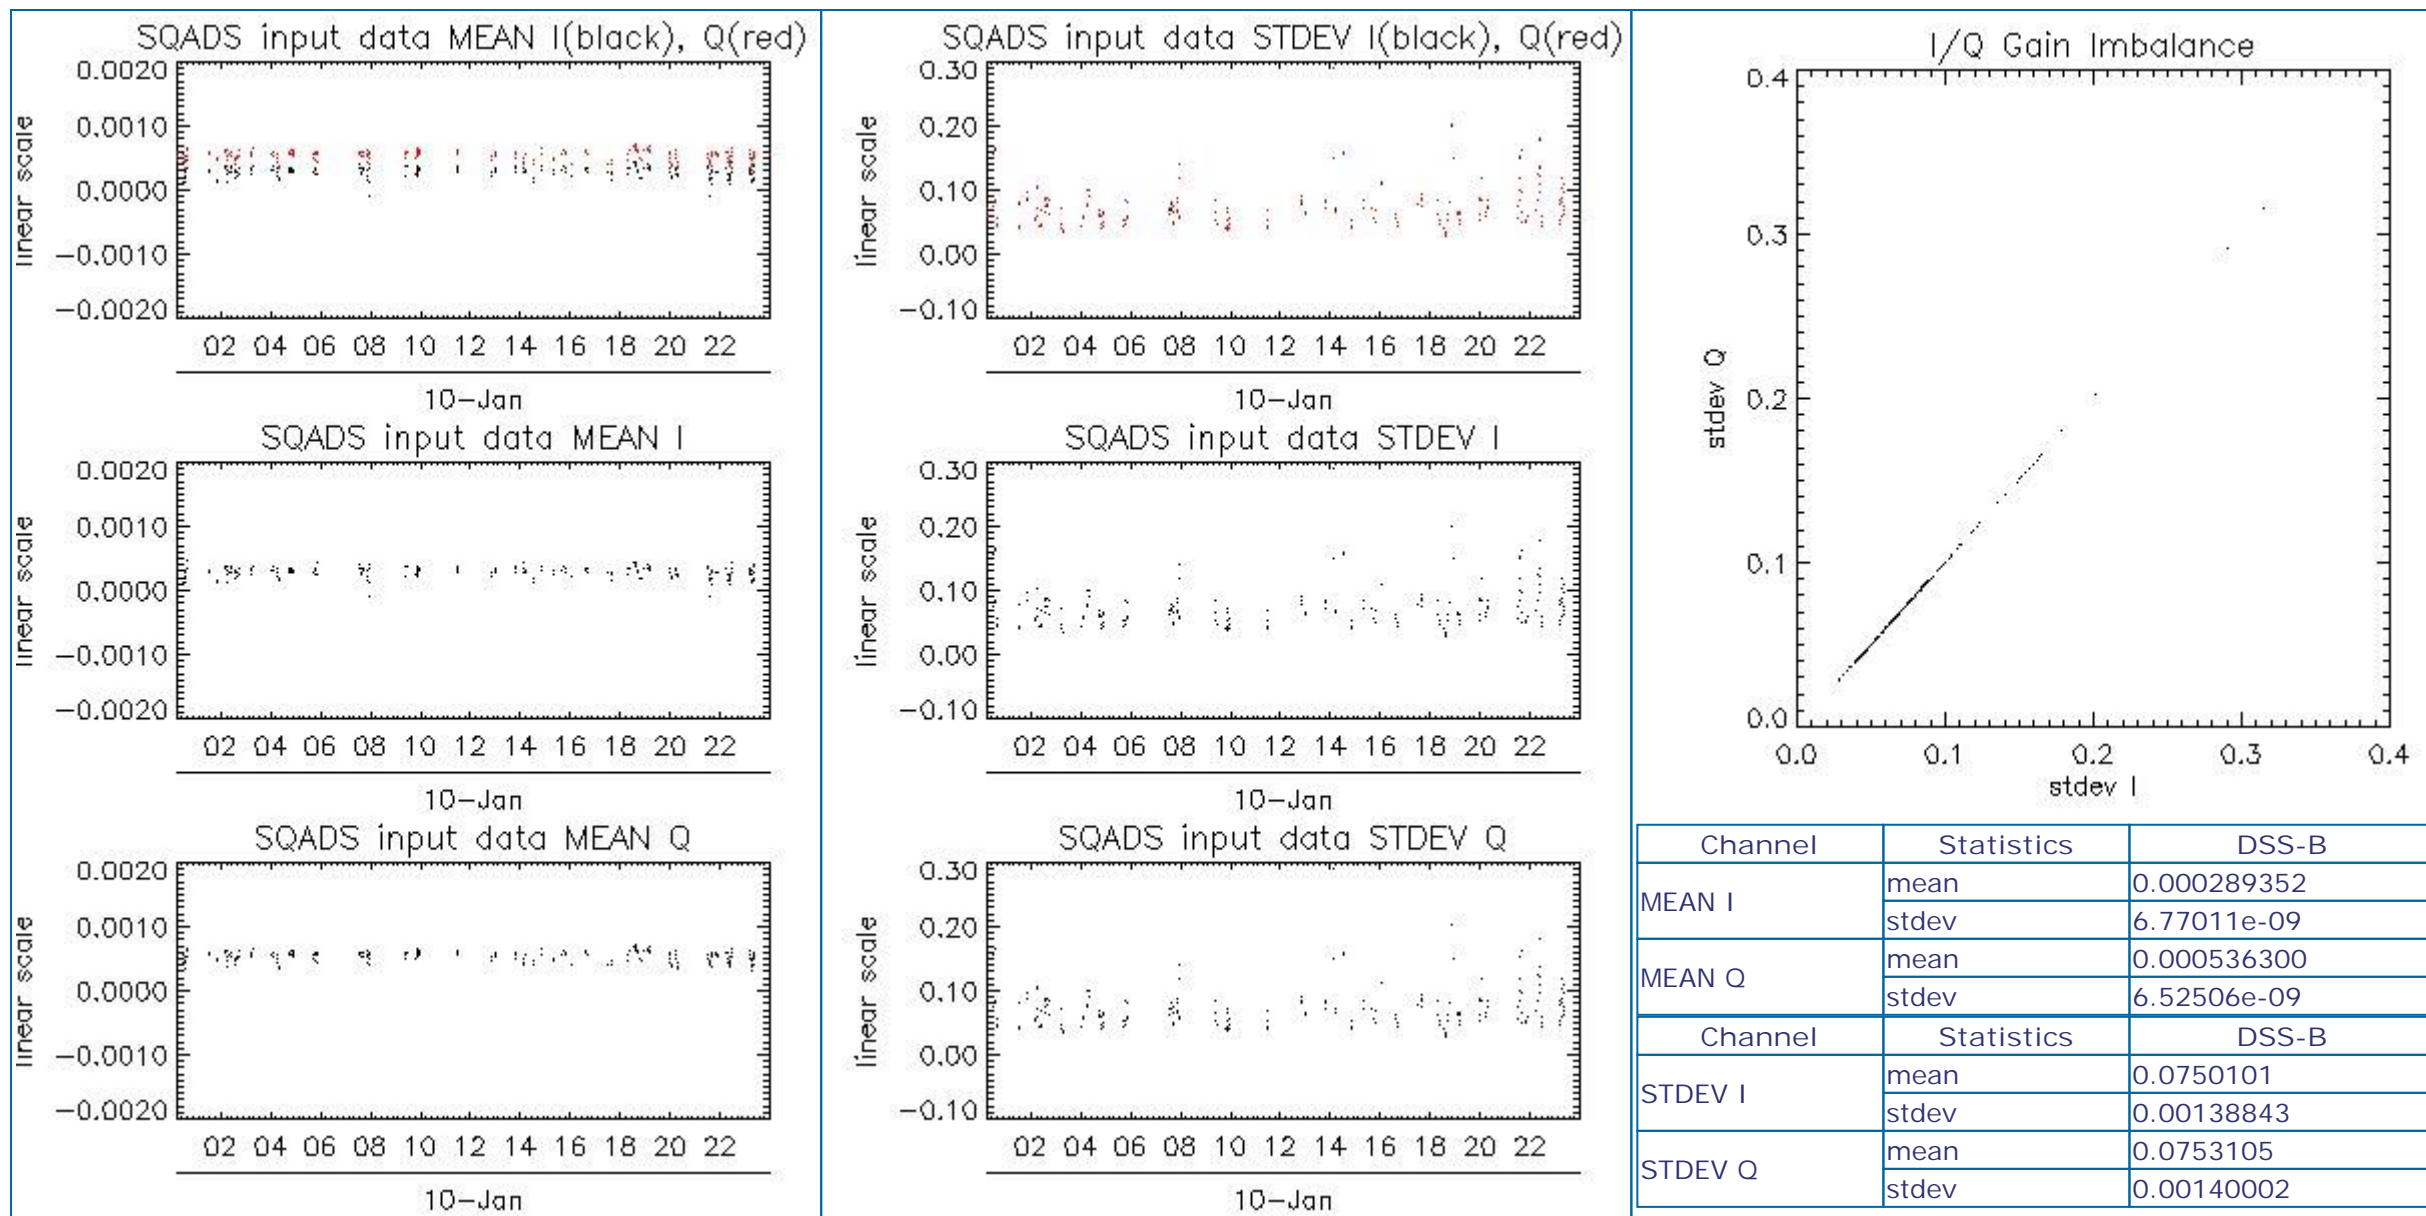 SQADS input data MEAN I(black), Q(red)
linear scale
0.0020
0.0010
0.0000
−0.0010
−0.0020
02 04 06 08 10 12 14 16 18 20 22
10−Jan
SQADS input data MEAN I
linear scale
0.0020
0.0010
0.0000
−0.0010
−0.0020
02 04 06 08 10 12 14 16 18 20 22
10−Jan
SQADS input data MEAN Q
linear scale
0.0020
0.0010
0.0000
−0.0010
−0.0020
02 04 06 08 10 12 14 16 18 20 22
10−Jan
SQADS input data STDEV I(black), Q(red)
linear scale
0.30
0.20
0.10
0.00
−0.10
02 04 06 08 10 12 14 16 18 20 22
10−Jan
SQADS input data STDEV I
linear scale
0.30
0.20
0.10
0.00
−0.10
02 04 06 08 10 12 14 16 18 20 22
10−Jan
SQADS input data STDEV Q
linear scale
0.30
0.20
0.10
0.00
−0.10
02 04 06 08 10 12 14 16 18 20 22
10−Jan
I/Q Gain Imbalance
stdev Q
0.4
0.3
0.2
0.1
0.0
0.0 0.1 0.2 0.3 0.4
stdev I
Channel Statistics DSS-B
MEAN I mean 0.000289352
stdev 6.77011e-09
MEAN Q mean 0.000536300
stdev 6.52506e-09
Channel Statistics DSS-B
STDEV I mean 0.0750101
stdev 0.00138843
STDEV Q mean 0.0753105
stdev 0.00140002